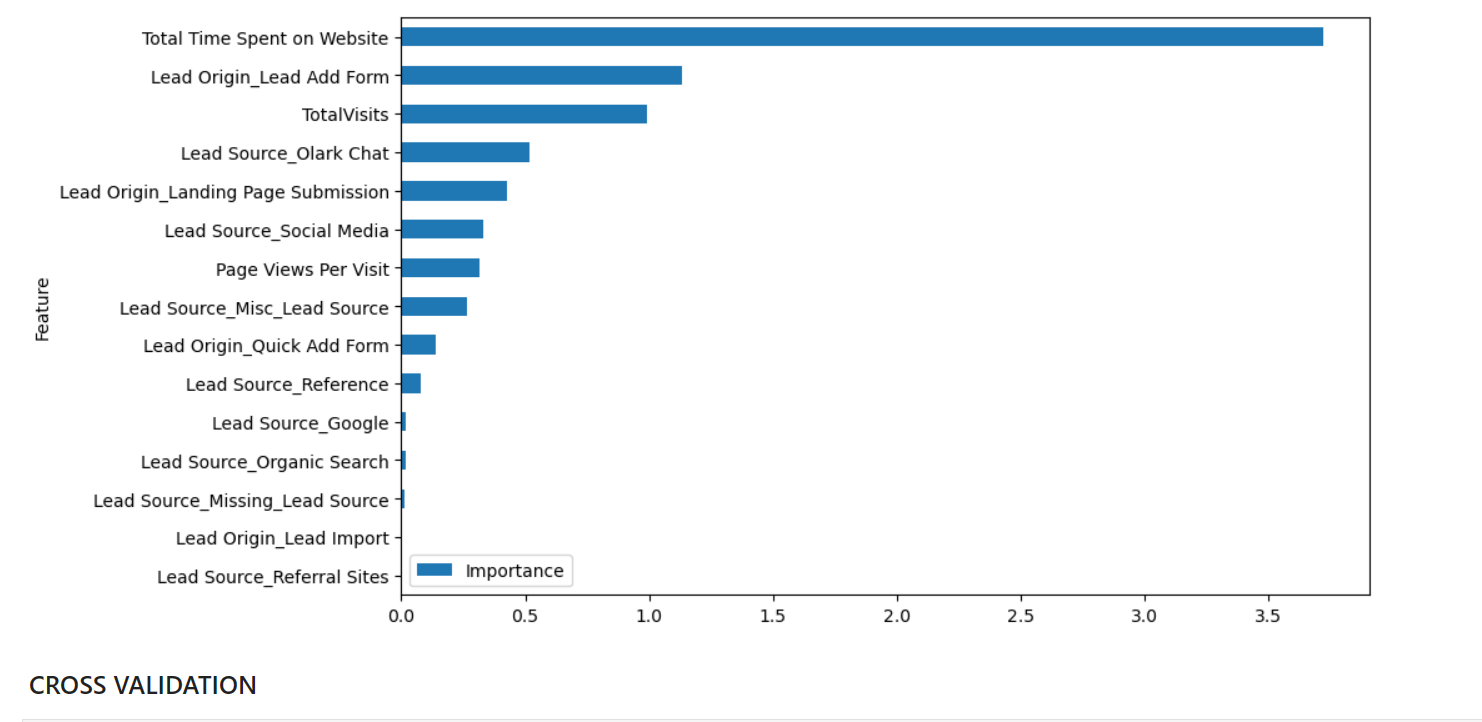 Total Time Spent on Website
Lead Origin_Lead Add Form
TotalVisits
Lead Source_Olark Chat
Lead Origin_Landing Page Submission
Lead Source_Social Media
Page Views Per Visit
Lead Source_Misc_Lead Source
Lead Origin_Quick Add Form
Lead Source_Reference
Lead Source_Google
Lead Source_Organic Search
Lead Source_Missing_Lead Source
Lead Origin_Lead Import
Lead Source_Referral Sites
Feature
Importance
0.0 0.5 1.0 1.5 2.0 2.5 3.0 3.5
CROSS VALIDATION